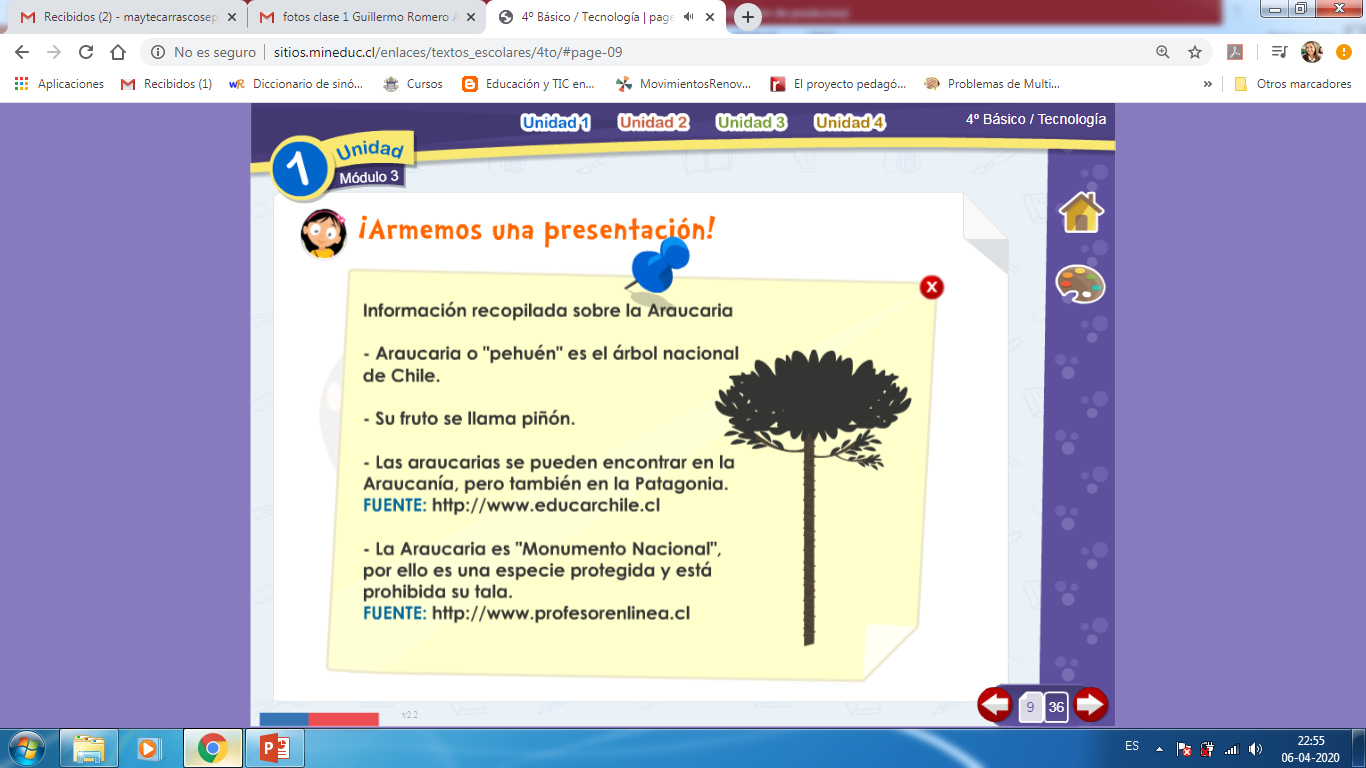 Recibidos (2) - maytecarrascosep
fotos clase 1 Guillermo Romero A
4º Básico / Tecnología | page
No es seguro | sitios.mineduc.cl/enlaces/textos_escolares/4to/#page-09
Aplicaciones
Recibidos (1)
Diccionario de sinó...
Cursos
Educación y TIC en...
MovimientosRenov...
El proyecto pedagó...
Problemas de Multi...
»
Otros marcadores
Unidad 1
Unidad 2
Unidad 3
Unidad 4
4º Básico / Tecnología
1
Unidad
Módulo 3
¡Armemos una presentación!
X
Información recopilada sobre la Araucaria
- Araucaria o "pehuén" es el árbol nacional
de Chile.
- Su fruto se llama piñón.
- Las araucarias se pueden encontrar en la
Araucanía, pero también en la Patagonia.
FUENTE: http://www.educarchile.cl
- La Araucaria es "Monumento Nacional",
por ello es una especie protegida y está
prohibida su tala.
FUENTE: http://www.profesorenlinea.cl
v2.2
9
36
ES
22:55
06-04-2020